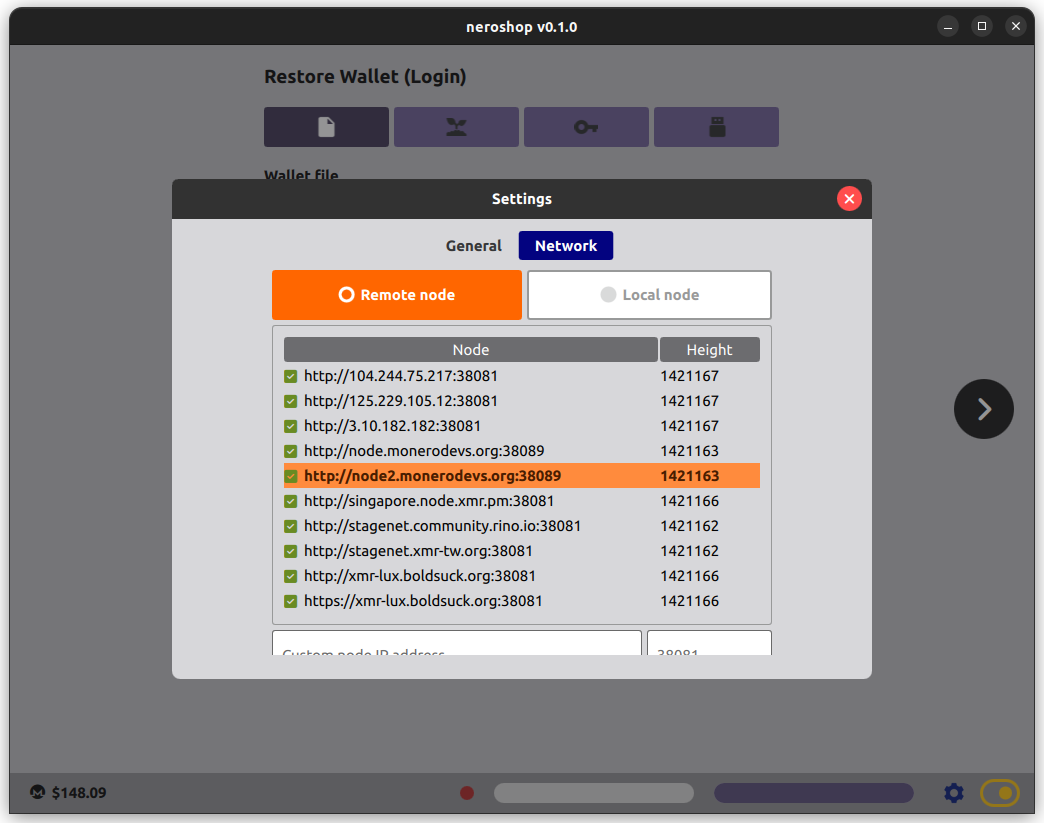 neroshop v0.1.0
Restore Wallet (Login)
Wallet file
Settings
General Network
Remote node Local node
Node Height
http://104.244.75.217:38081 1421167
http://125.229.105.12:38081 1421167
http://3.10.182.182:38081 1421167
http://node.monerodevs.org:38089 1421163
http://node2.monerodevs.org:38089 1421163
http://singapore.node.xmr.pm:38081 1421166
http://stagenet.community.rino.io:38081 1421162
http://stagenet.xmr-tw.org:38081 1421162
http://xmr-lux.boldsuck.org:38081 1421166
https://xmr-lux.boldsuck.org:38081 1421166
Custom node IP address 38081
$148.09